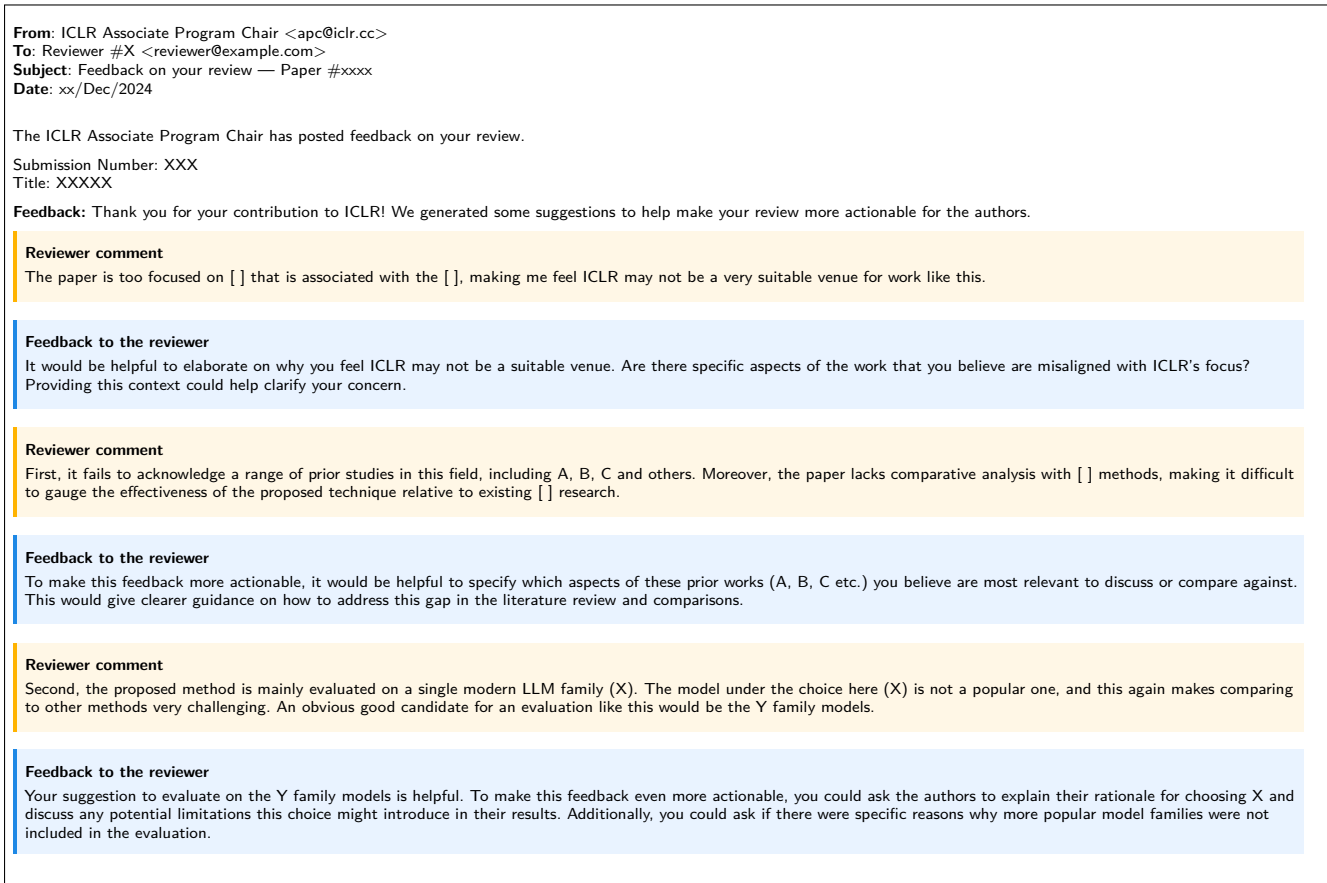 From: ICLR Associate Program Chair <apc@iclr.cc>
To: Reviewer #X <reviewer@example.com>
Subject: Feedback on your review — Paper #xxxx
Date: xx/Dec/2024
The ICLR Associate Program Chair has posted feedback on your review.
Submission Number: XXX
Title: XXXXX
Feedback: Thank you for your contribution to ICLR! We generated some suggestions to help make your review more actionable for the authors.
Reviewer comment
The paper is too focused on [ ] that is associated with the [ ], making me feel ICLR may not be a very suitable venue for work like this.
Feedback to the reviewer
It would be helpful to elaborate on why you feel ICLR may not be a suitable venue. Are there specific aspects of the work that you believe are misaligned with ICLR's focus?
Providing this context could help clarify your concern.
Reviewer comment
First, it fails to acknowledge a range of prior studies in this field, including A, B, C and others. Moreover, the paper lacks comparative analysis with [ ] methods, making it difficult
to gauge the effectiveness of the proposed technique relative to existing [ ] research.
Feedback to the reviewer
To make this feedback more actionable, it would be helpful to specify which aspects of these prior works (A, B, C etc.) you believe are most relevant to discuss or compare against.
This would give clearer guidance on how to address this gap in the literature review and comparisons.
Reviewer comment
Second, the proposed method is mainly evaluated on a single modern LLM family (X). The model under the choice here (X) is not a popular one, and this again makes comparing
to other methods very challenging. An obvious good candidate for an evaluation like this would be the Y family models.
Feedback to the reviewer
Your suggestion to evaluate on the Y family models is helpful. To make this feedback even more actionable, you could ask the authors to explain their rationale for choosing X and
discuss any potential limitations this choice might introduce in their results. Additionally, you could ask if there were specific reasons why more popular model families were not
included in the evaluation.